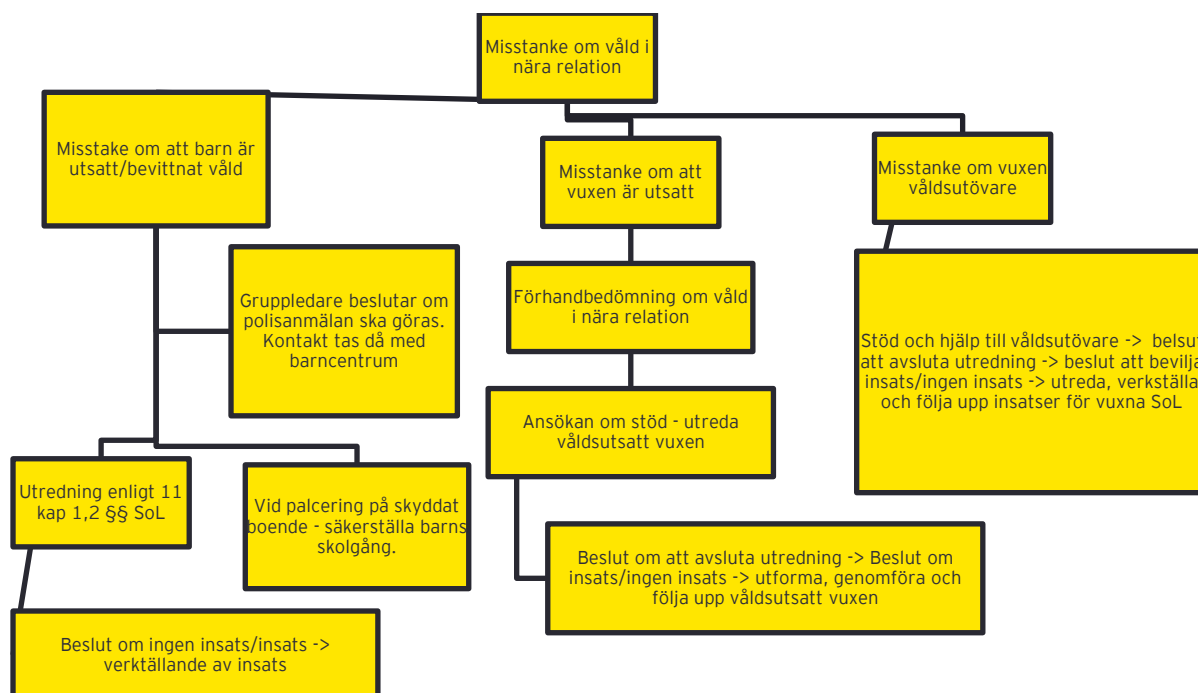 Misstanke om våld i
nära relation
Misstake om att barn är
utsatt/bevittnat våld
Misstanke om att
vuxen är utsatt
Misstanke om vuxen
våldsutövare
Gruppledare beslutar om
polisanmälan ska göras.
Kontakt tas då med
barncentrum
Förhandbedömning om våld
i nära relation
Stöd och hjälp till våldsutövare -> belsut
att avsluta utredning -> beslut att bevilja
insats/ingen insats -> utreda, verkställa
och följa upp insatser för vuxna SoL
Ansökan om stöd - utreda
våldsutsatt vuxen
Utredning enligt 11
kap 1,2 §§ SoL
Vid palcering på skyddat
boende - säkerställa barns
skolgång.
Beslut om att avsluta utredning -> Beslut om
insats/ingen insats -> utforma, genomföra och
följa upp våldsutsatt vuxen
Beslut om ingen insats/insats ->
verktällande av insats